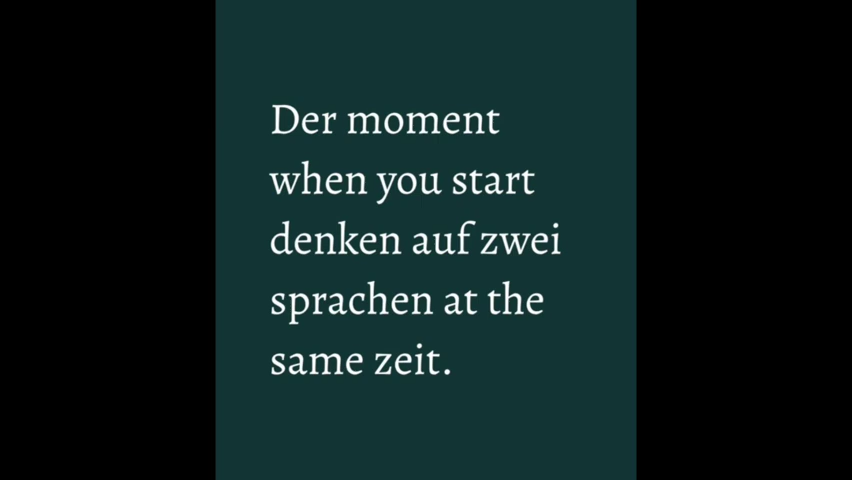 Der moment
when you start
denken auf zwei
sprachen at the
same zeit.